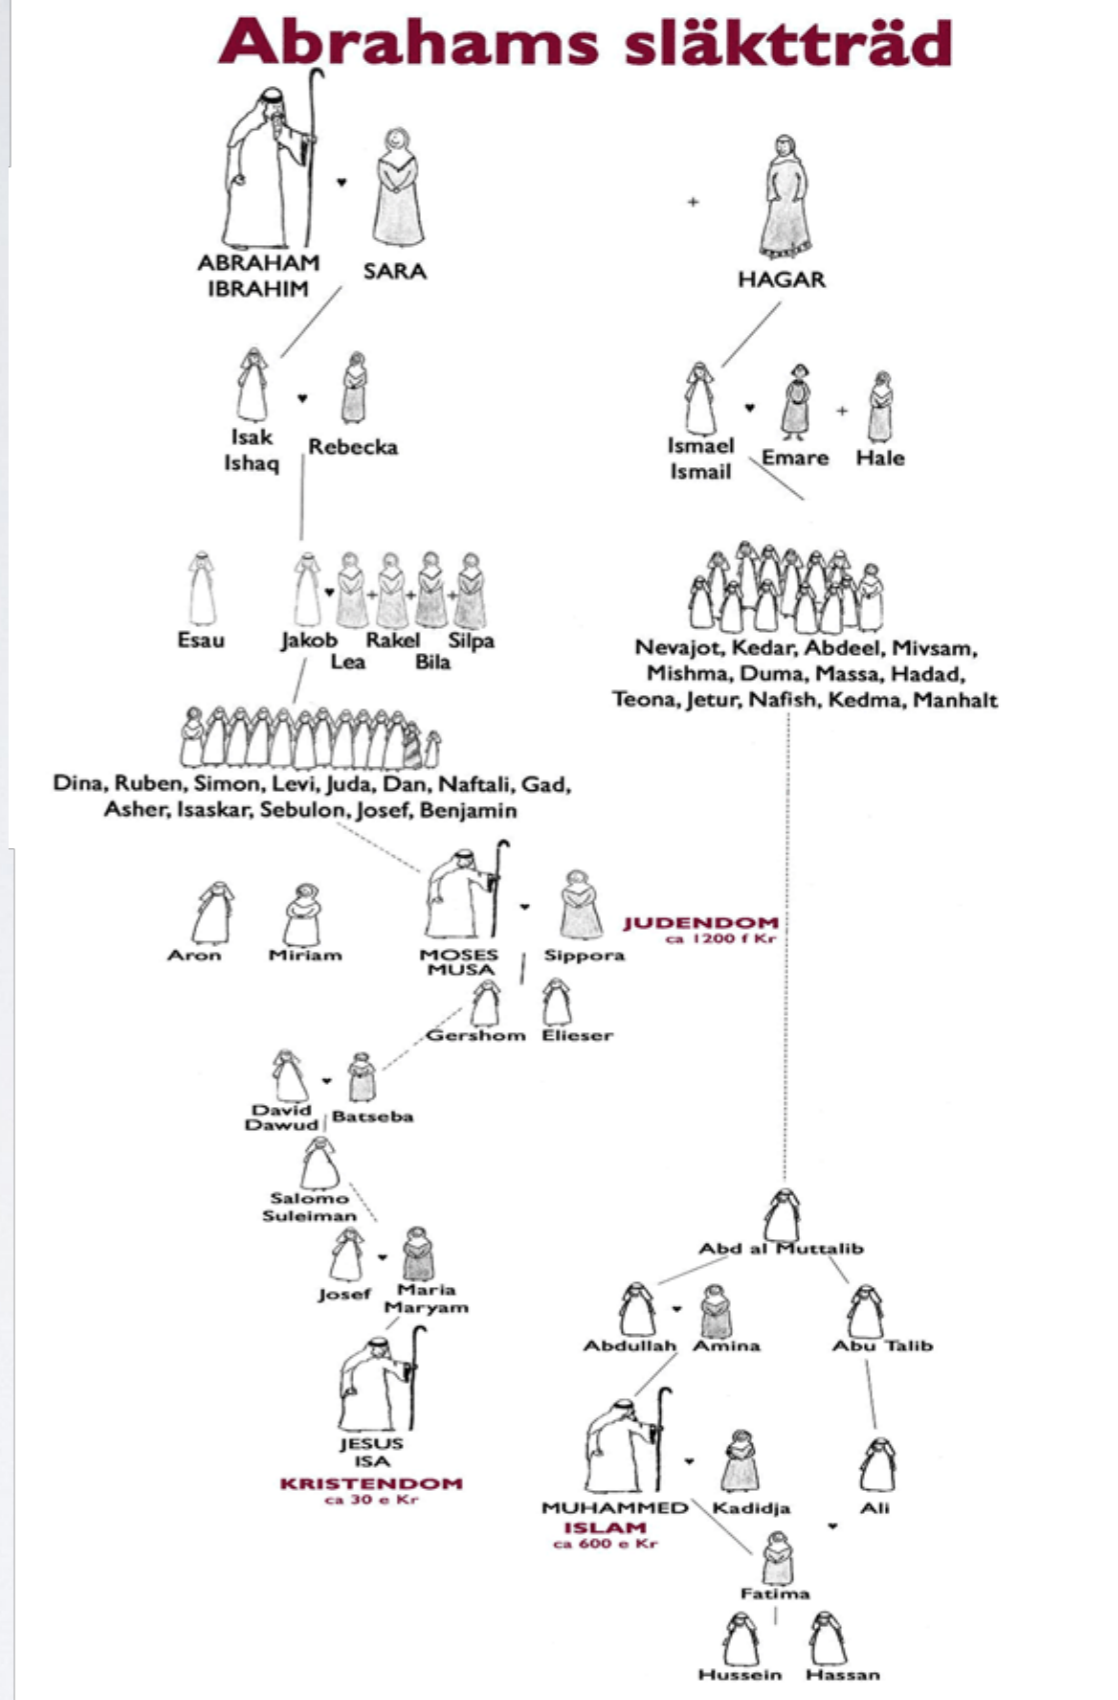 Abrahams släktträd
ABRAHAM
IBRAHIM
SARA
+
HAGAR
Isak
Ishaq
Rebecka
Ismael
Ismail
Emare
+
Hale
Esau
Jakob
Lea
+
Rakel
+
Bila
+
Silpa
Nevajot, Kedar, Abdeel, Mivsam,
Mishma, Duma, Massa, Hadad,
Teona, Jetur, Nafish, Kedma, Manhalt
Dina, Ruben, Simon, Levi, Juda, Dan, Naftali, Gad,
Asher, Isaskar, Sebulon, Josef, Benjamin
Aron
Miriam
MOSES
MUSA
Sippora
JUDENDOM
ca 1200 f Kr
Gershom
Elieser
David
Dawud
Batseba
Salomo
Suleiman
Josef
Maria
Maryam
JESUS
ISA
KRISTENDOM
ca 30 e Kr
Abd al Muttalib
Abdullah
Amina
Abu Talib
MUHAMMED
ISLAM
ca 600 e Kr
Kadidja
Ali
Fatima
Hussein
Hassan